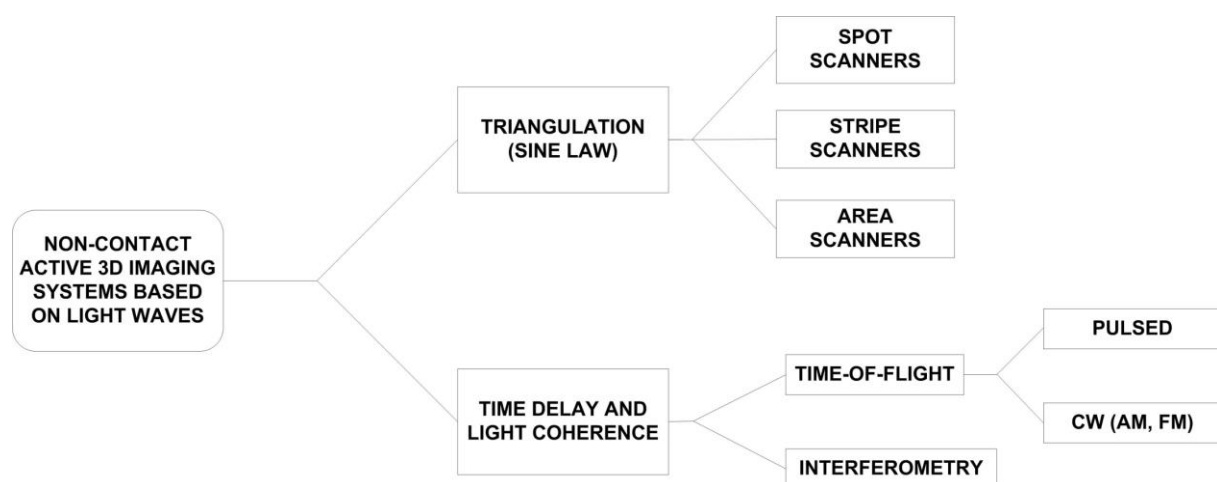 NON-CONTACT
ACTIVE 3D IMAGING
SYSTEMS BASED
ON LIGHT WAVES
TRIANGULATION
(SINE LAW)
SPOT
SCANNERS
STRIPE
SCANNERS
AREA
SCANNERS
TIME DELAY AND
LIGHT COHERENCE
TIME-OF-FLIGHT
PULSED
CW (AM, FM)
INTERFEROMETRY